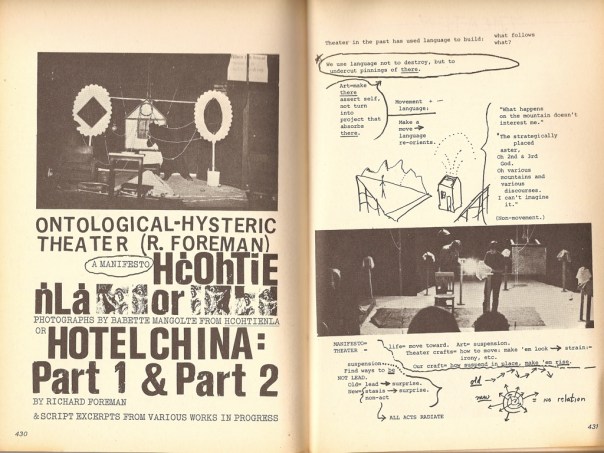 ONTOLOGICAL-HYSTERIC
THEATER (R. FOREMAN)
A MANIFESTO HċOhTiE
ṅLȧ or
PHOTOGRAPHS BY BABETTE MANGOLTE FROM HCOHTIENLA
OR HOTEL CHINA:
Part 1 & Part 2
BY RICHARD FOREMAN
& SCRIPT EXCERPTS FROM VARIOUS WORKS IN PROGRESS
430
Theater in the past has used language to build: what follows
what?
We use language not to destroy, but to
undercut pinnings of there.
Art=make
there
assert self,
not turn
into
project that
absorbs
there.
Movement + —
language:
Make a
move →
language
re-orients.
"What happens
on the mountain doesn't
interest me."
"The strategically
placed
aster,
Oh 2nd & 3rd
God.
Oh various
mountains and
various
discourses.
I can't imagine
it."
(Non-movement.)
MANIFESTO=
THEATER =
life= move toward. Art= suspension.
Theater crafts= how to move: make 'em lock → strain:-
irony, etc.
Our craft= how suspend in place, make 'em rise.
suspension
Find ways to be
NOT LEAD.
Old= lead → surprise.
New= stasis → surprise.
non-act
→ ALL ACTS RADIATE
old →
new
= no relation
431